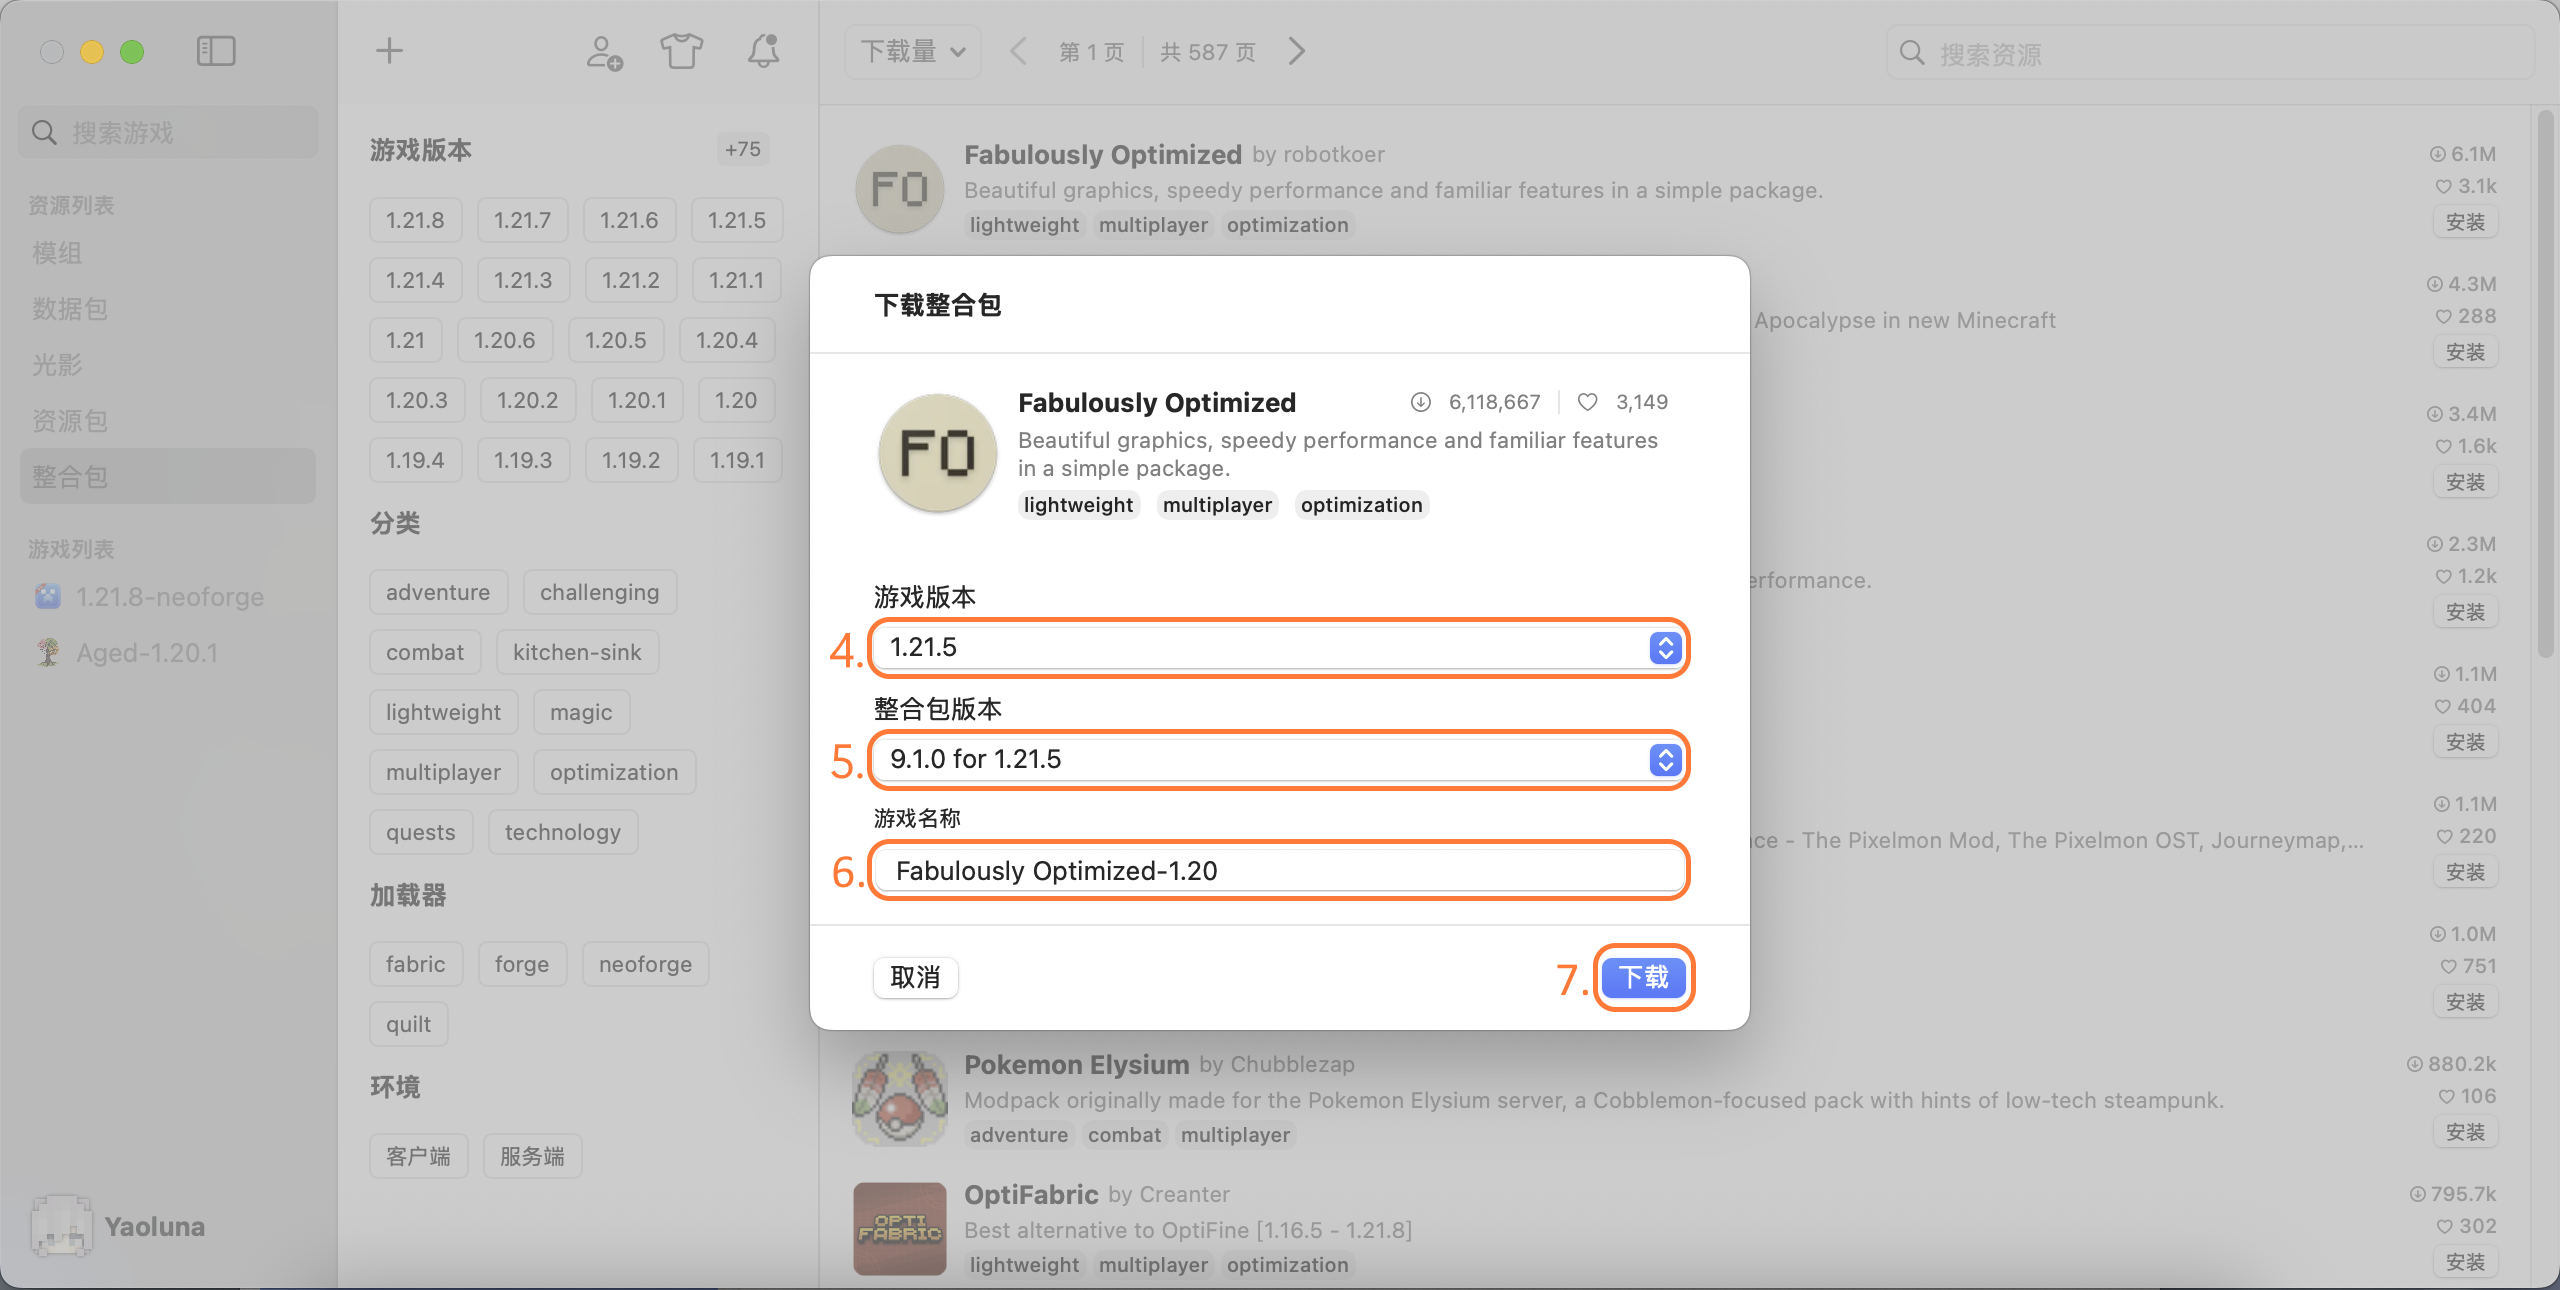 搜索游戏
资源列表
模组
数据包
光影
资源包
整合包
游戏列表
1.21.8-neoforge
Aged-1.20.1
Yaoluna
游戏版本 +75
1.21.8 1.21.7 1.21.6 1.21.5
1.21.4 1.21.3 1.21.2 1.21.1
1.21 1.20.6 1.20.5 1.20.4
1.20.3 1.20.2 1.20.1 1.20
1.19.4 1.19.3 1.19.2 1.19.1
分类
adventure challenging
combat kitchen-sink
lightweight magic
multiplayer optimization
quests technology
加载器
fabric forge neoforge
quilt
环境
客户端 服务端
下载量 第 1 页 共 587 页 搜索资源
FO
Fabulously Optimized by robotkoer 6.1M
Beautiful graphics, speedy performance and familiar features in a simple package. 3.1k
lightweight multiplayer optimization 安装
4.3M
Apocalypse in new Minecraft 288
安装
3.4M
1.6k
安装
2.3M
erformance. 1.2k
安装
1.1M
404
安装
1.1M
ce - The Pixelmon Mod, The Pixelmon OST, Journeymap,... 220
安装
1.0M
751
安装
Pokemon Elysium by Chubblezap 880.2k
Modpack originally made for the Pokemon Elysium server, a Cobblemon-focused pack with hints of low-tech steampunk. 106
adventure combat multiplayer 安装
OPTI
FABRIC
OptiFabric by Creanter 795.7k
Best alternative to OptiFine [1.16.5 - 1.21.8] 302
lightweight multiplayer optimization 安装
下载整合包
FO
Fabulously Optimized 6,118,667 3,149
Beautiful graphics, speedy performance and familiar features
in a simple package.
lightweight multiplayer optimization
游戏版本
4. 1.21.5
整合包版本
5. 9.1.0 for 1.21.5
游戏名称
6. Fabulously Optimized-1.20
取消 7. 下载